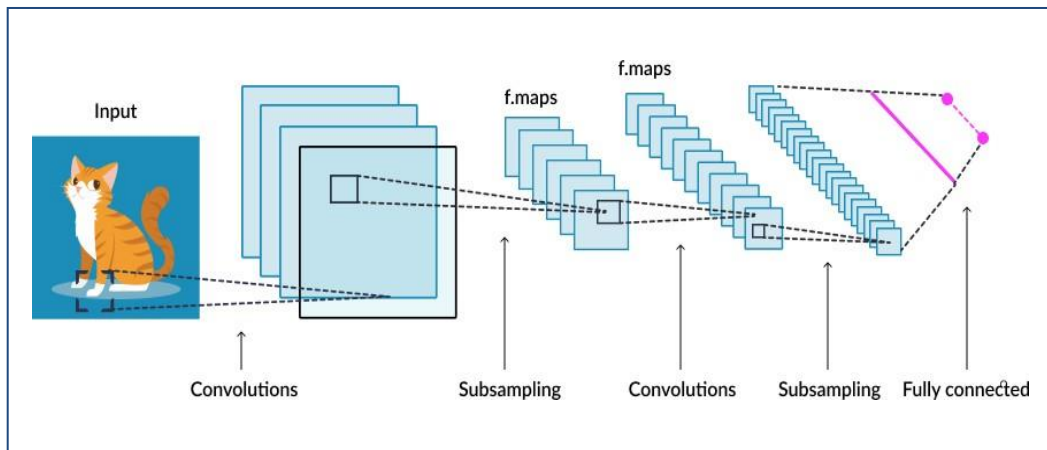 Input
f.maps
f.maps
Convolutions
Subsampling
Convolutions
Subsampling
Fully connected